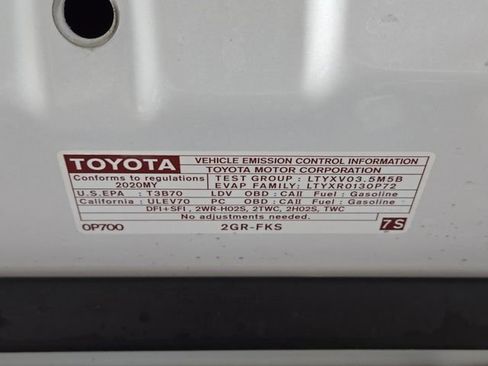 TOYOTA VEHICLE EMISSION CONTROL INFORMATION
TOYOTA MOTOR CORPORATION
Conforms to regulations TEST GROUP : LTYXV03.5M5B
2020MY EVAP FAMILY: LTYXR0130P72
U.S.EPA : T3B70 LDV OBD : CAII Fuel : Gasoline
California : ULEV70 PC OBD : CAII Fuel : Gasoline
DFI+SFI , 2WR-HO2S, 2TWC, 2HO2S, TWC
No adjustments needed.
0P700 2GR-FKS 7S